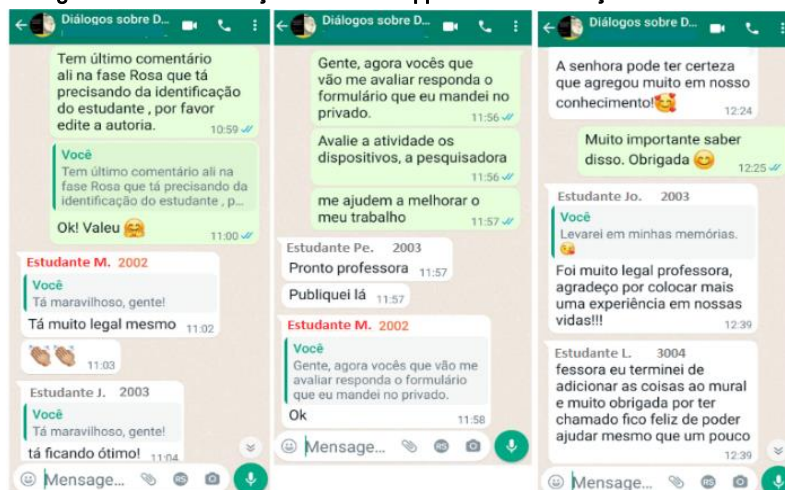 Diálogos sobre D...
Tem último comentário
ali na fase Rosa que tá
precisando da identificação
do estudante , por favor
edite a autoria.
10:59
Você
Tem último comentário ali na
fase Rosa que tá precisando da
identificação do estudante , p...
Ok! Valeu
11:00
Estudante M. 2002
Você
Tá maravilhoso, gente!
Tá muito legal mesmo 11:02
11:03
Estudante J. 2003
Você
Tá maravilhoso, gente!
tá ficando ótimo! 11:04
Mensage...
Diálogos sobre D...
Gente, agora vocês que
vão me avaliar responda o
formulário que eu mandei no
privado.
11:56
Avalie a atividade os
dispositivos, a pesquisadora
11:56
me ajudem a melhorar o
meu trabalho
11:57
Estudante Pe. 2003
Pronto professora 11:57
Publiquei lá 11:57
Estudante M. 2002
Você
Gente, agora vocês que vão me
avaliar responda o formulário
que eu mandei no privado.
Ok
11:58
Mensage...
Diálogos sobre D...
A senhora pode ter certeza
que agregou muito em nosso
conhecimento!
12:24
Muito importante saber
disso. Obrigada
12:25
Estudante Jo. 2003
Você
Levarei em minhas memórias.
Foi muito legal professora,
agradeço por colocar mais
uma experiência em nossas
vidas!!!
12:39
Estudante L. 3004
fessora eu terminei de
adicionar as coisas ao mural
e muito obrigada por ter
chamado fico feliz de poder
ajudar mesmo que um pouco
12:39
Mensage...